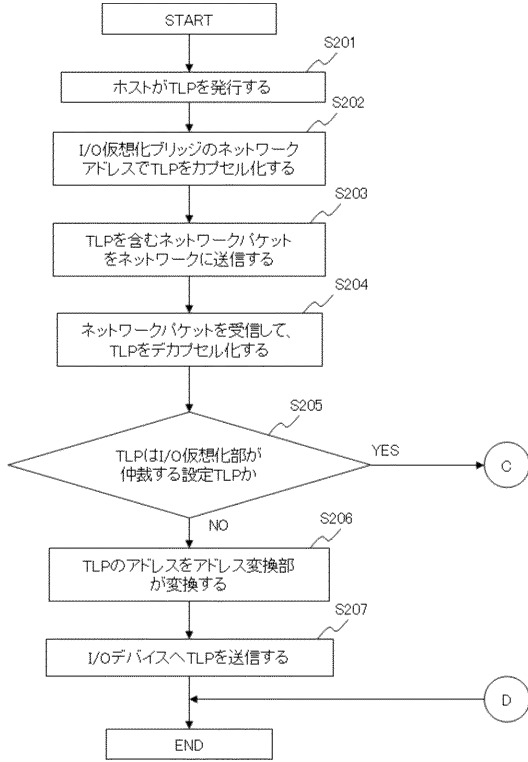 START
S201
ホストがTLPを発行する
S202
I/O仮想化ブリッジのネットワーク
アドレスでTLPをカプセル化する
S203
TLPを含むネットワークパケット
をネットワークに送信する
S204
ネットワークパケットを受信して、
TLPをデカプセル化する
S205
TLPはI/O仮想化部が
仲裁する設定TLPか
YES
C
NO
S206
TLPのアドレスをアドレス変換部
が変換する
S207
I/OデバイスへTLPを送信する
D
END